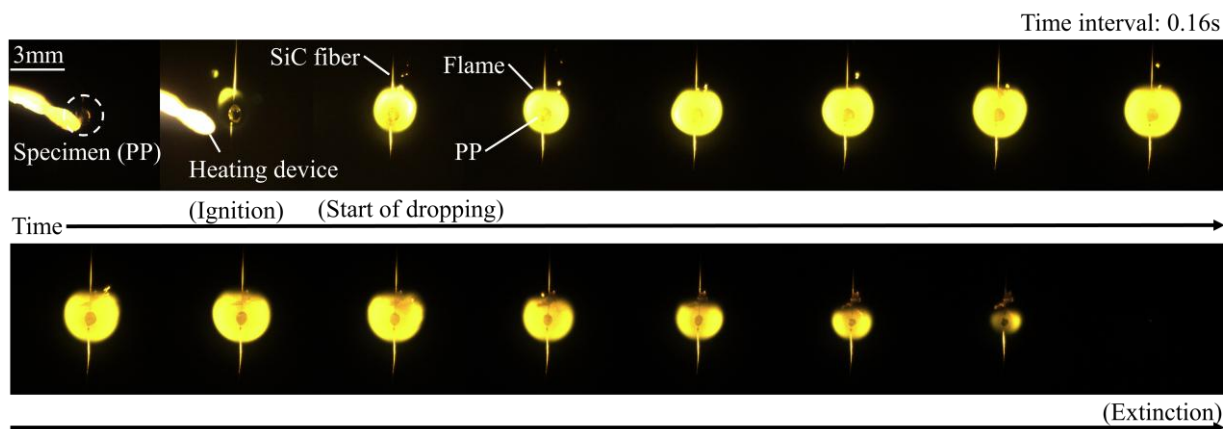 Time interval: 0.16s
3mm
SiC fiber
Flame
Specimen (PP)
PP
Heating device
(Ignition)
(Start of dropping)
Time
(Extinction)